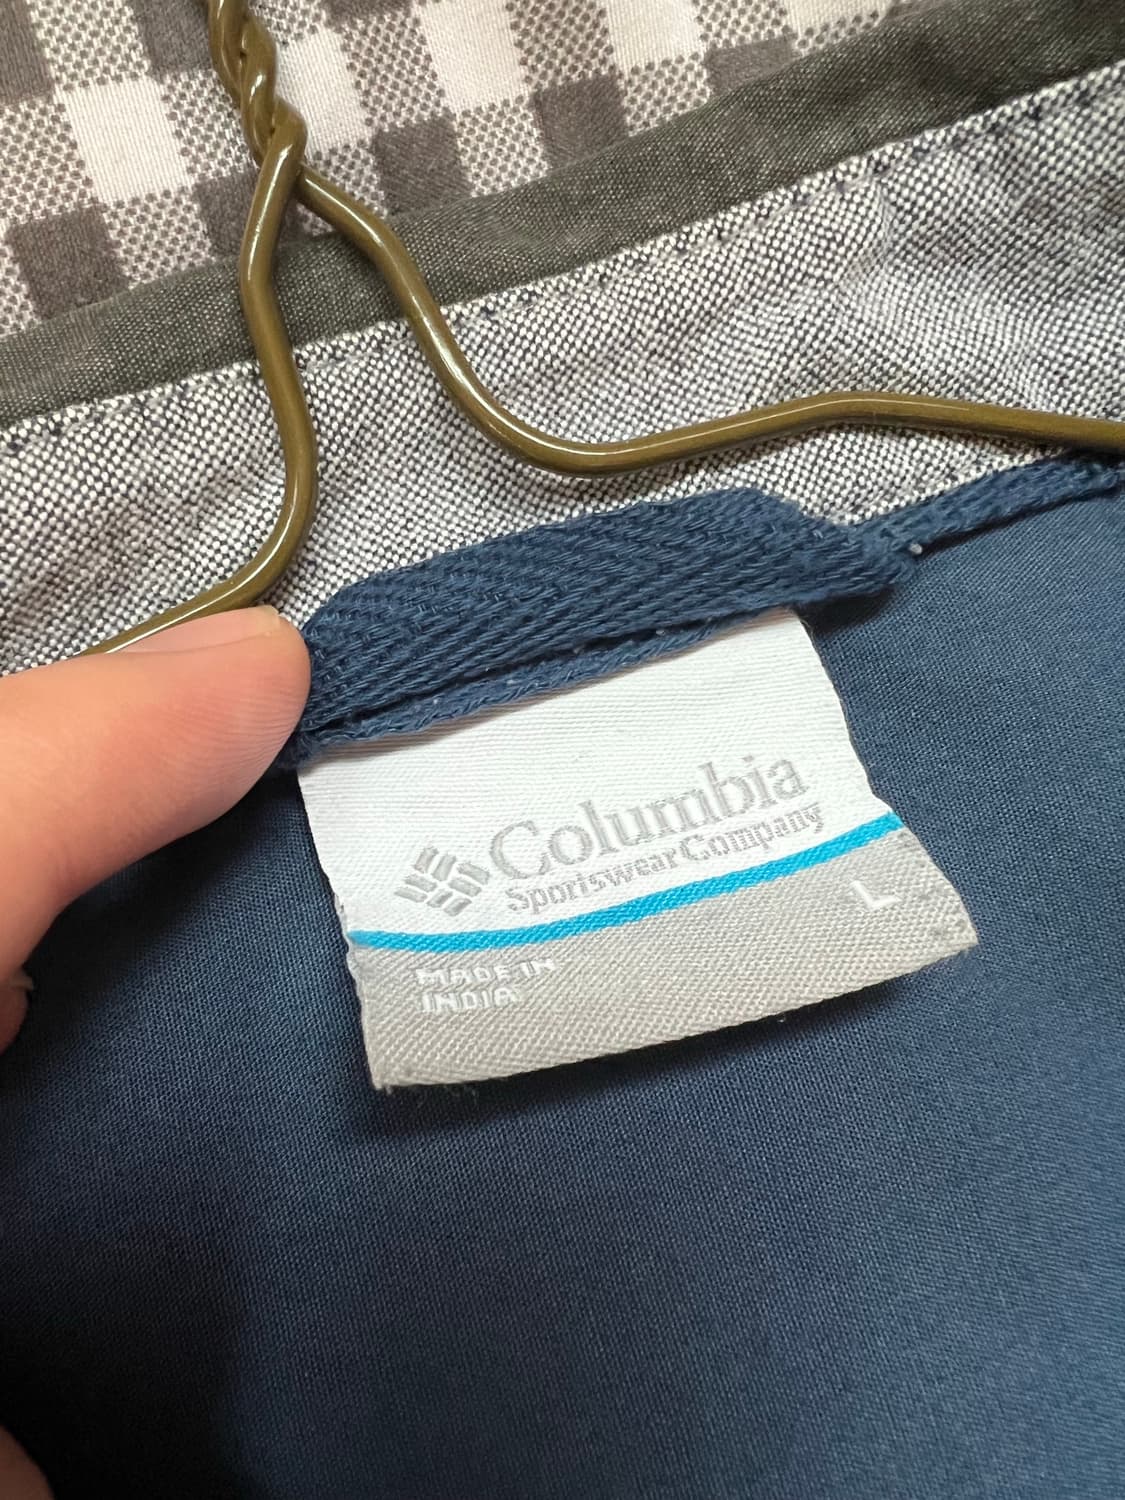 Columbia
Sportswear Company
L
MADE IN
INDIA